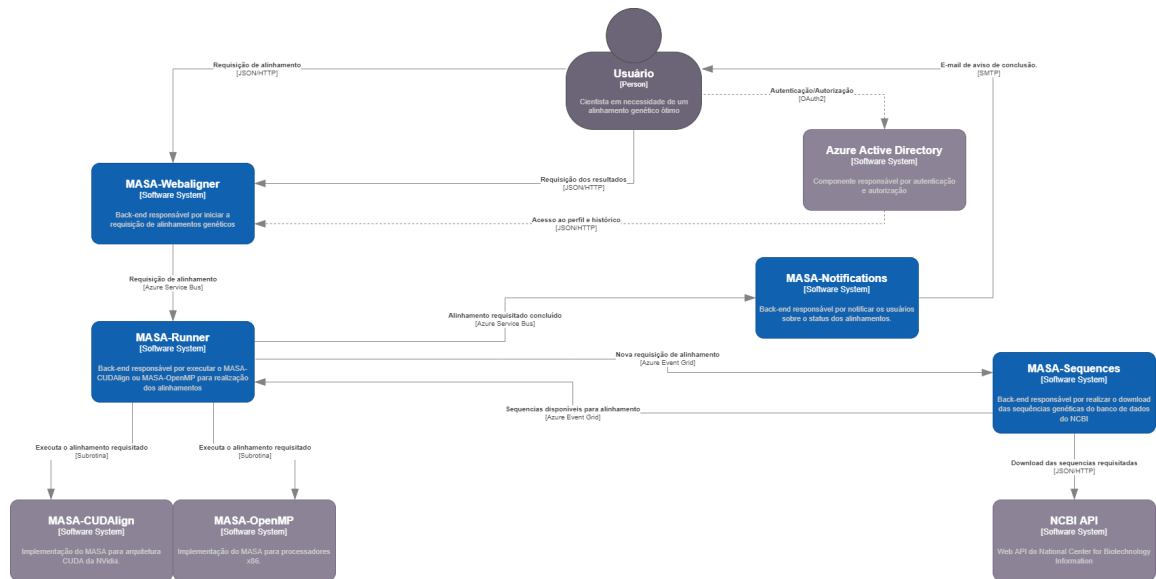 Usuário
[Person]
Cientista em necessidade de um
alinhamento genético ótimo
Requisição de alinhamento
[JSON/HTTP]
E-mail de aviso de conclusão.
[SMTP]
Autenticação/Autorização
[OAuth2]
Azure Active Directory
[Software System]
Componente responsável por autenticação
e autorização
MASA-Webaligner
[Software System]
Back-end responsável por iniciar a
requisição de alinhamentos genéticos
Requisição dos resultados
[JSON/HTTP]
Acesso ao perfil e histórico
[JSON/HTTP]
Requisição de alinhamento
[Azure Service Bus]
MASA-Notifications
[Software System]
Back-end responsável por notificar os usuários
sobre o status dos alinhamentos.
Alinhamento requisitado concluído
[Azure Service Bus]
MASA-Runner
[Software System]
Back-end responsável por executar o MASA-
CUDAlign ou MASA-OpenMP para realização
dos alinhamentos
Nova requisição de alinhamento
[Azure Event Grid]
MASA-Sequences
[Software System]
Back-end responsável por realizar o download
das sequências genéticas do banco de dados
do NCBI
Sequencias disponíveis para alinhamento
[Azure Event Grid]
Executa o alinhamento requisitado
[Subrotina]
Executa o alinhamento requisitado
[Subrotina]
Download das sequencias requisitadas
[JSON/HTTP]
MASA-CUDAlign
[Software System]
Implementação do MASA para arquitetura
CUDA da NVidia.
MASA-OpenMP
[Software System]
Implementação do MASA para processadores
x86.
NCBI API
[Software System]
Web API do National Center for Biotechnology
Information